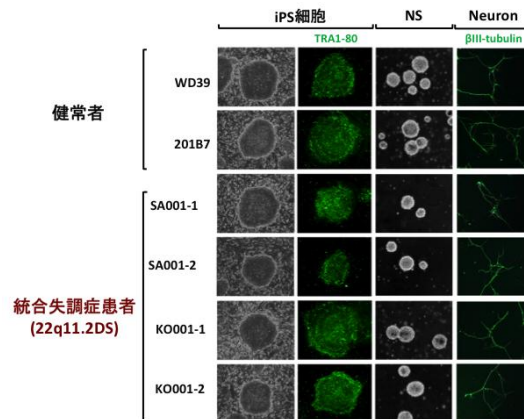 iPS細胞 NS Neuron
TRA1-80 βIII-tubulin
健常者
WD39
201B7
統合失調症患者
(22q11.2DS)
SA001-1
SA001-2
KO001-1
KO001-2